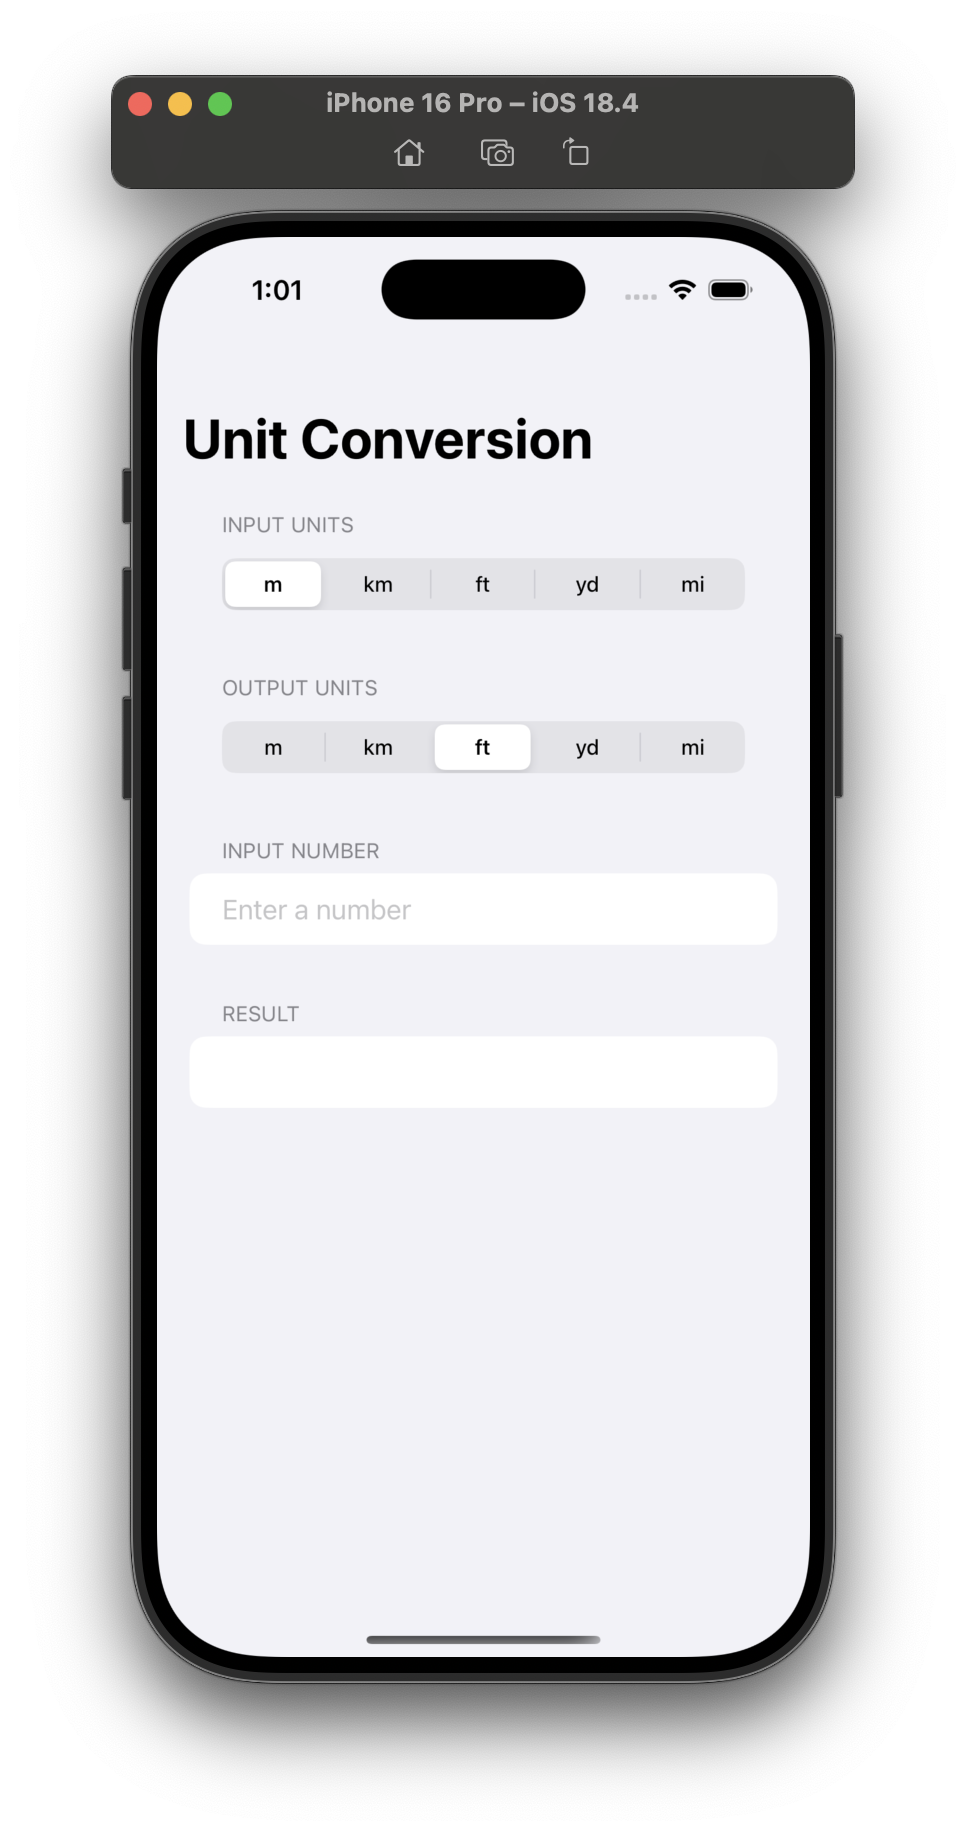 iPhone 16 Pro – iOS 18.4
1:01
Unit Conversion
INPUT UNITS
m km ft yd mi
OUTPUT UNITS
m km ft yd mi
INPUT NUMBER
Enter a number
RESULT